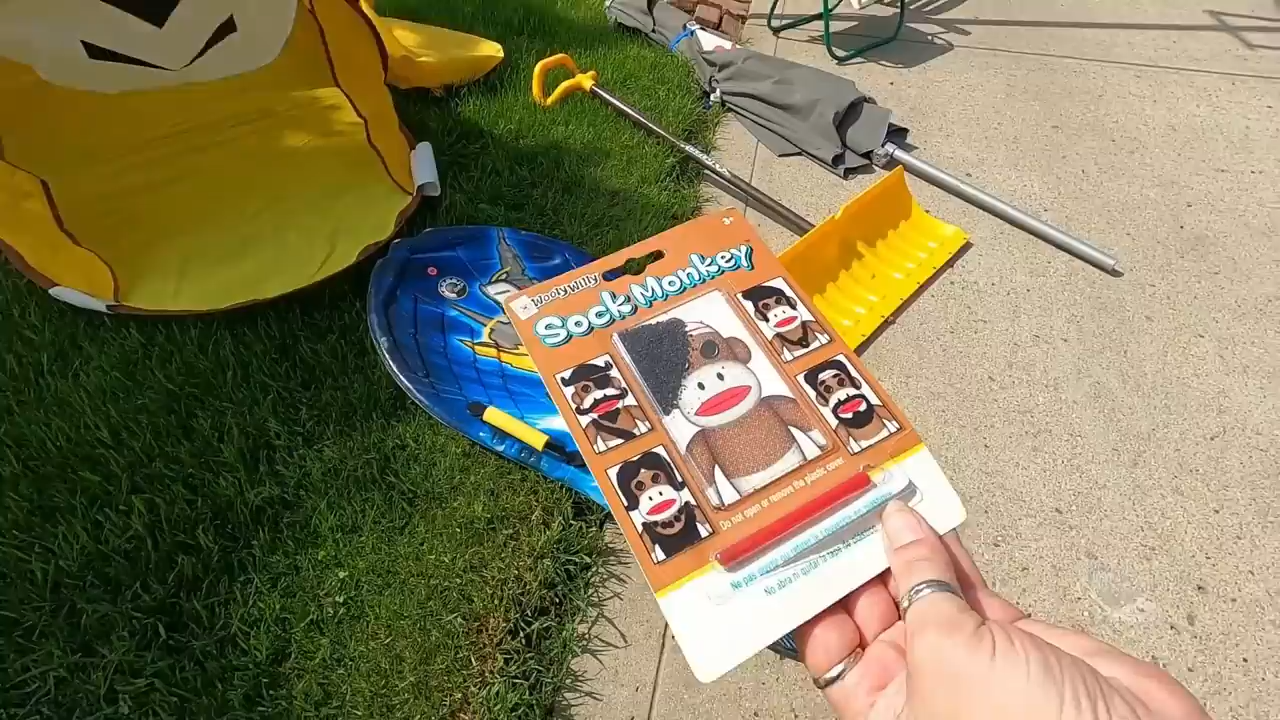 3+
Wooly Willy
Sock Monkey
Do not open or remove the plastic cover.
Ne pas ouvrir ou retirer le couvercle en plastique.
No abra ni quitar la tapa de plástico.